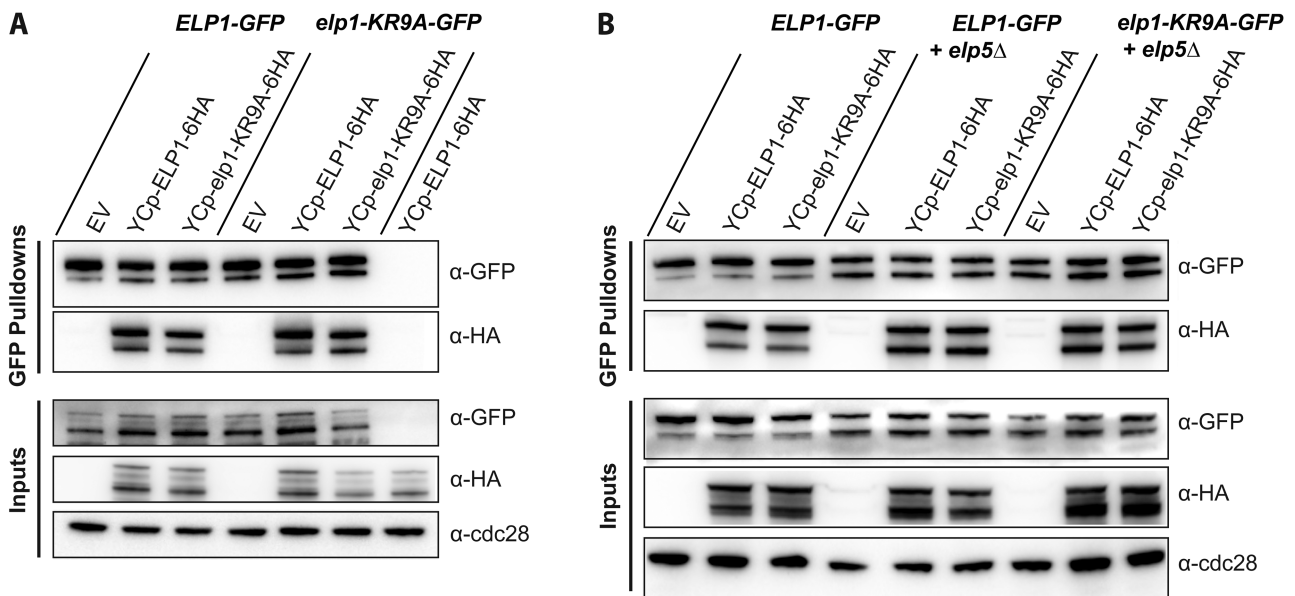 A
ELP1-GFP
elp1-KR9A-GFP
EV
YCp-ELP1-6HA
YCp-elp1-KR9A-6HA
EV
YCp-ELP1-6HA
YCp-elp1-KR9A-6HA
YCp-ELP1-6HA
GFP Pulldowns
α-GFP
α-HA
Inputs
α-GFP
α-HA
α-cdc28
B
ELP1-GFP
ELP1-GFP
+ elp5Δ
elp1-KR9A-GFP
+ elp5Δ
EV
YCp-ELP1-6HA
YCp-elp1-KR9A-6HA
EV
YCp-ELP1-6HA
YCp-elp1-KR9A-6HA
EV
YCp-ELP1-6HA
YCp-elp1-KR9A-6HA
GFP Pulldowns
α-GFP
α-HA
Inputs
α-GFP
α-HA
α-cdc28